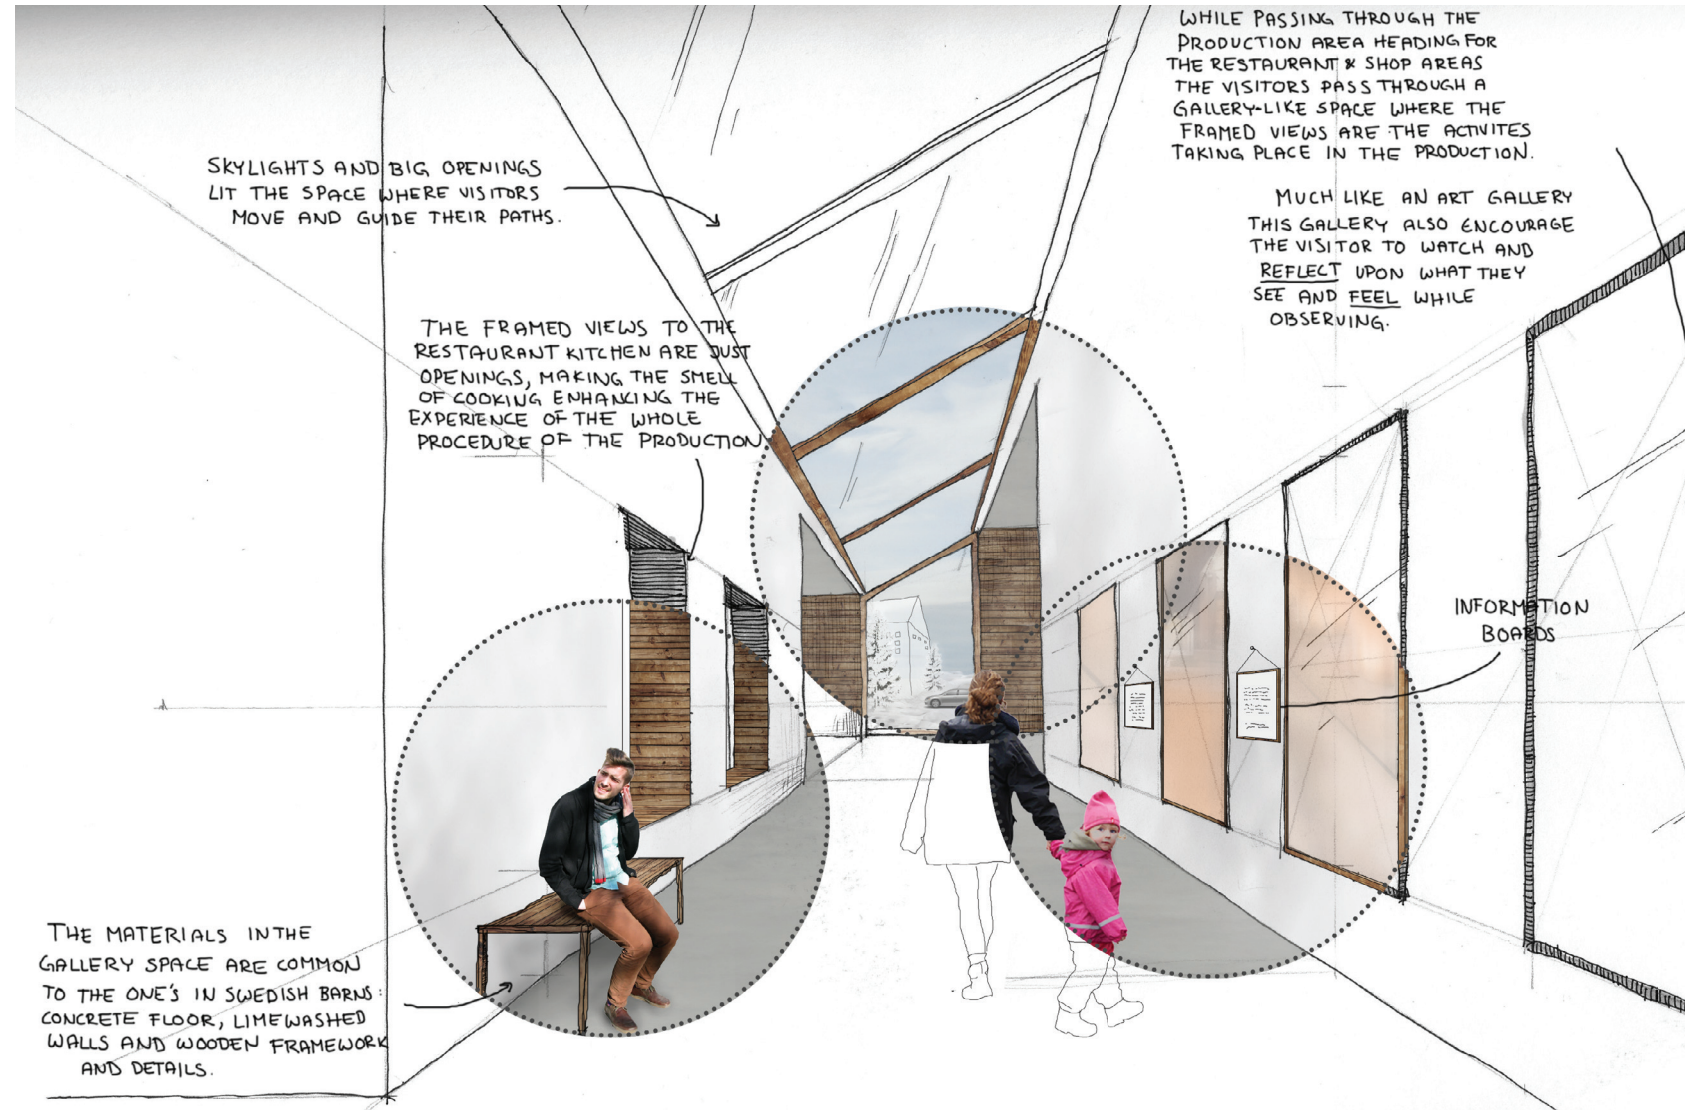 WHILE PASSING THROUGH THE
PRODUCTION AREA HEADING FOR
THE RESTAURANT & SHOP AREAS
THE VISITORS PASS THROUGH A
GALLERY-LIKE SPACE WHERE THE
FRAMED VIEWS ARE THE ACTIVITES
TAKING PLACE IN THE PRODUCTION.
SKYLIGHTS AND BIG OPENINGS
LIT THE SPACE WHERE VISITORS
MOVE AND GUIDE THEIR PATHS.
MUCH LIKE AN ART GALLERY
THIS GALLERY ALSO ENCOURAGE
THE VISITOR TO WATCH AND
REFLECT UPON WHAT THEY
SEE AND FEEL WHILE
OBSERVING.
THE FRAMED VIEWS TO THE
RESTAURANT KITCHEN ARE JUST
OPENINGS, MAKING THE SMELL
OF COOKING ENHANCING THE
EXPERIENCE OF THE WHOLE
PROCEDURE OF THE PRODUCTION
INFORMATION
BOARDS
THE MATERIALS IN THE
GALLERY SPACE ARE COMMON
TO THE ONE'S IN SWEDISH BARNS:
CONCRETE FLOOR, LIMEWASHED
WALLS AND WOODEN FRAMEWORK
AND DETAILS.